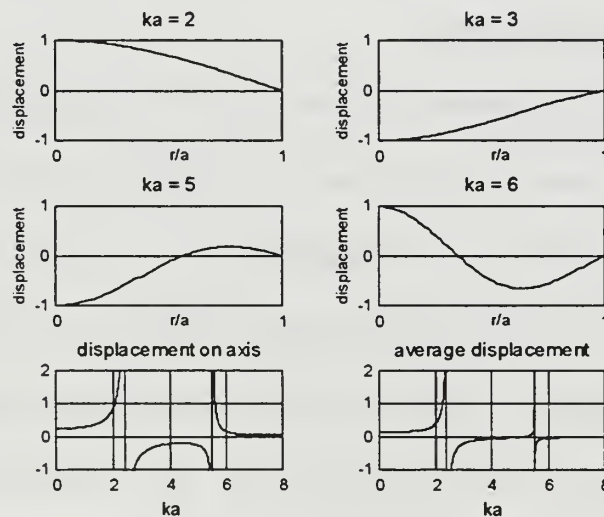 ka = 2
displacement
1
0
-1
0
r/a
1
ka = 3
displacement
1
0
-1
0
r/a
1
ka = 5
displacement
1
0
-1
0
r/a
1
ka = 6
displacement
1
0
-1
0
r/a
1
displacement on axis
2
1
0
-1
0
2
4
6
8
ka
average displacement
2
1
0
-1
0
2
4
6
8
ka